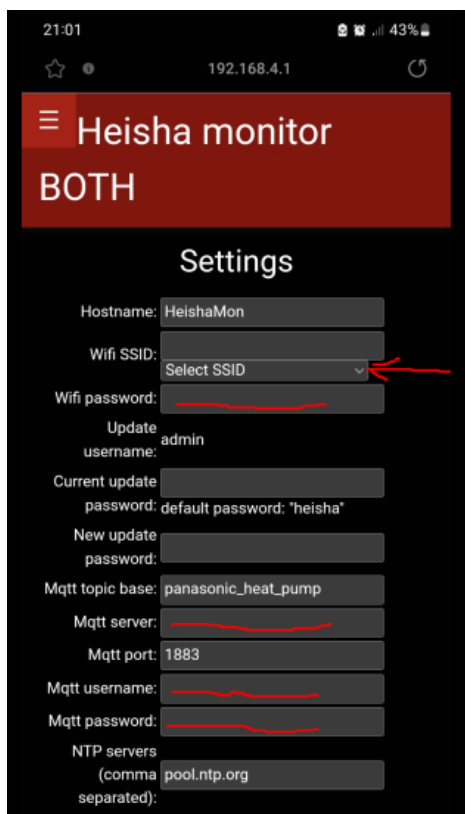 21:01 43%
192.168.4.1
Heisha monitor
BOTH
Settings
Hostname: HeishaMon
Wifi SSID:
Select SSID
Wifi password:
Update
username:
admin
Current update
password:
default password: "heisha"
New update
password:
Mqtt topic base: panasonic_heat_pump
Mqtt server:
Mqtt port: 1883
Mqtt username:
Mqtt password:
NTP servers
(comma
separated):
pool.ntp.org